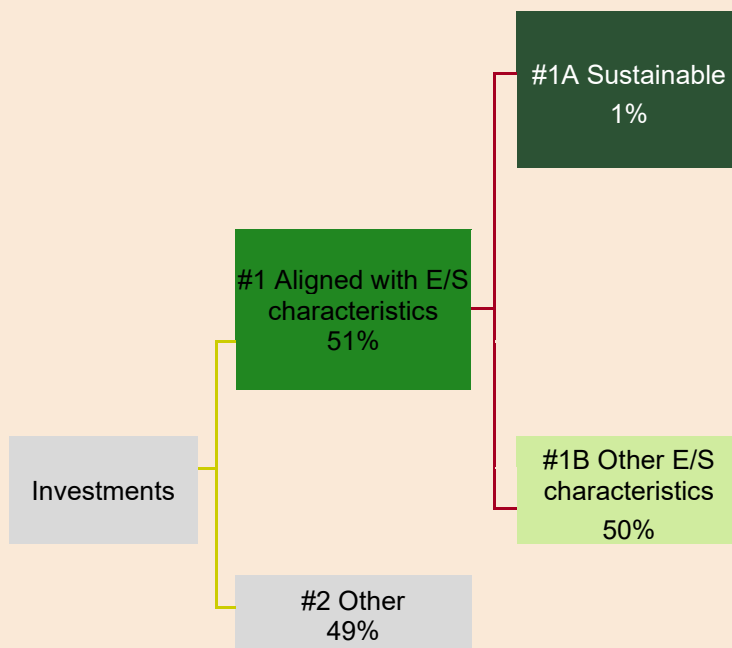 #1A Sustainable
1%
#1 Aligned with E/S
characteristics
51%
Investments
#1B Other E/S
characteristics
50%
#2 Other
49%